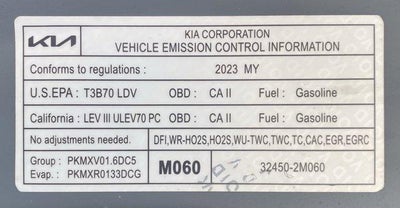 KIA
KIA CORPORATION
VEHICLE EMISSION CONTROL INFORMATION
Conforms to regulations : 2023 MY
U.S.EPA : T3B70 LDV OBD : CA II Fuel : Gasoline
California : LEV III ULEV70 PC OBD : CA II Fuel : Gasoline
No adjustments needed. DFI,WR-HO2S,HO2S,WU-TWC,TWC,TC,CAC,EGR,EGRC
Group : PKMXV01.6DC5
Evap. : PKMXR0133DCG
M060
32450-2M060